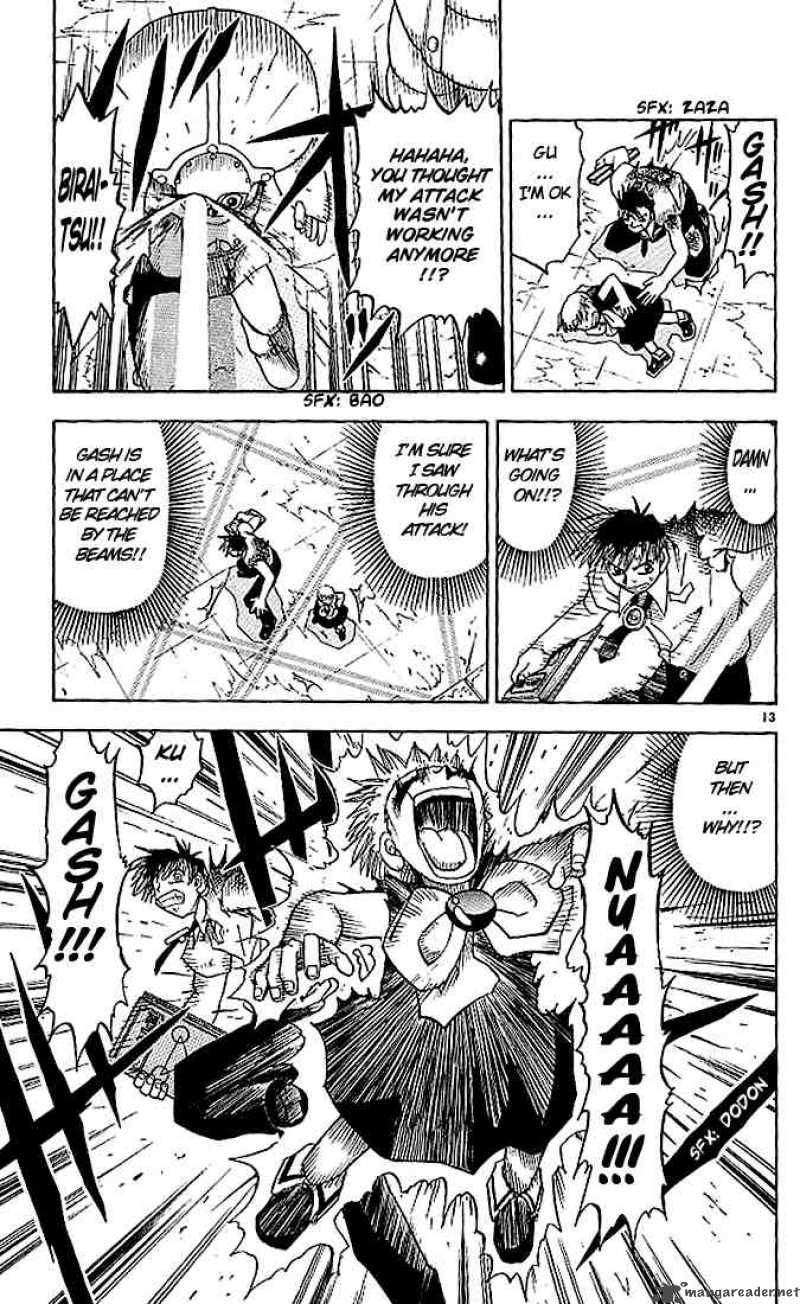 SFX: ZAZA
GASH!!
GU
...
I'M OK
...
HAHAHA,
YOU THOUGHT
MY ATTACK
WASN'T
WORKING
ANYMORE
!!?
BIRAI-
TSU!!
SFX: BAO
DAMN
...
WHAT'S
GOING
ON!!?
I'M SURE
I SAW
THROUGH
HIS
ATTACK!
GASH IS
IN A PLACE
THAT CAN'T
BE REACHED
BY THE
BEAMS!!
13
BUT
THEN
...
WHY!!?
NUAAAAAA!!!
SFX: DODON
KU
...
GASH!!!
mangareader.net